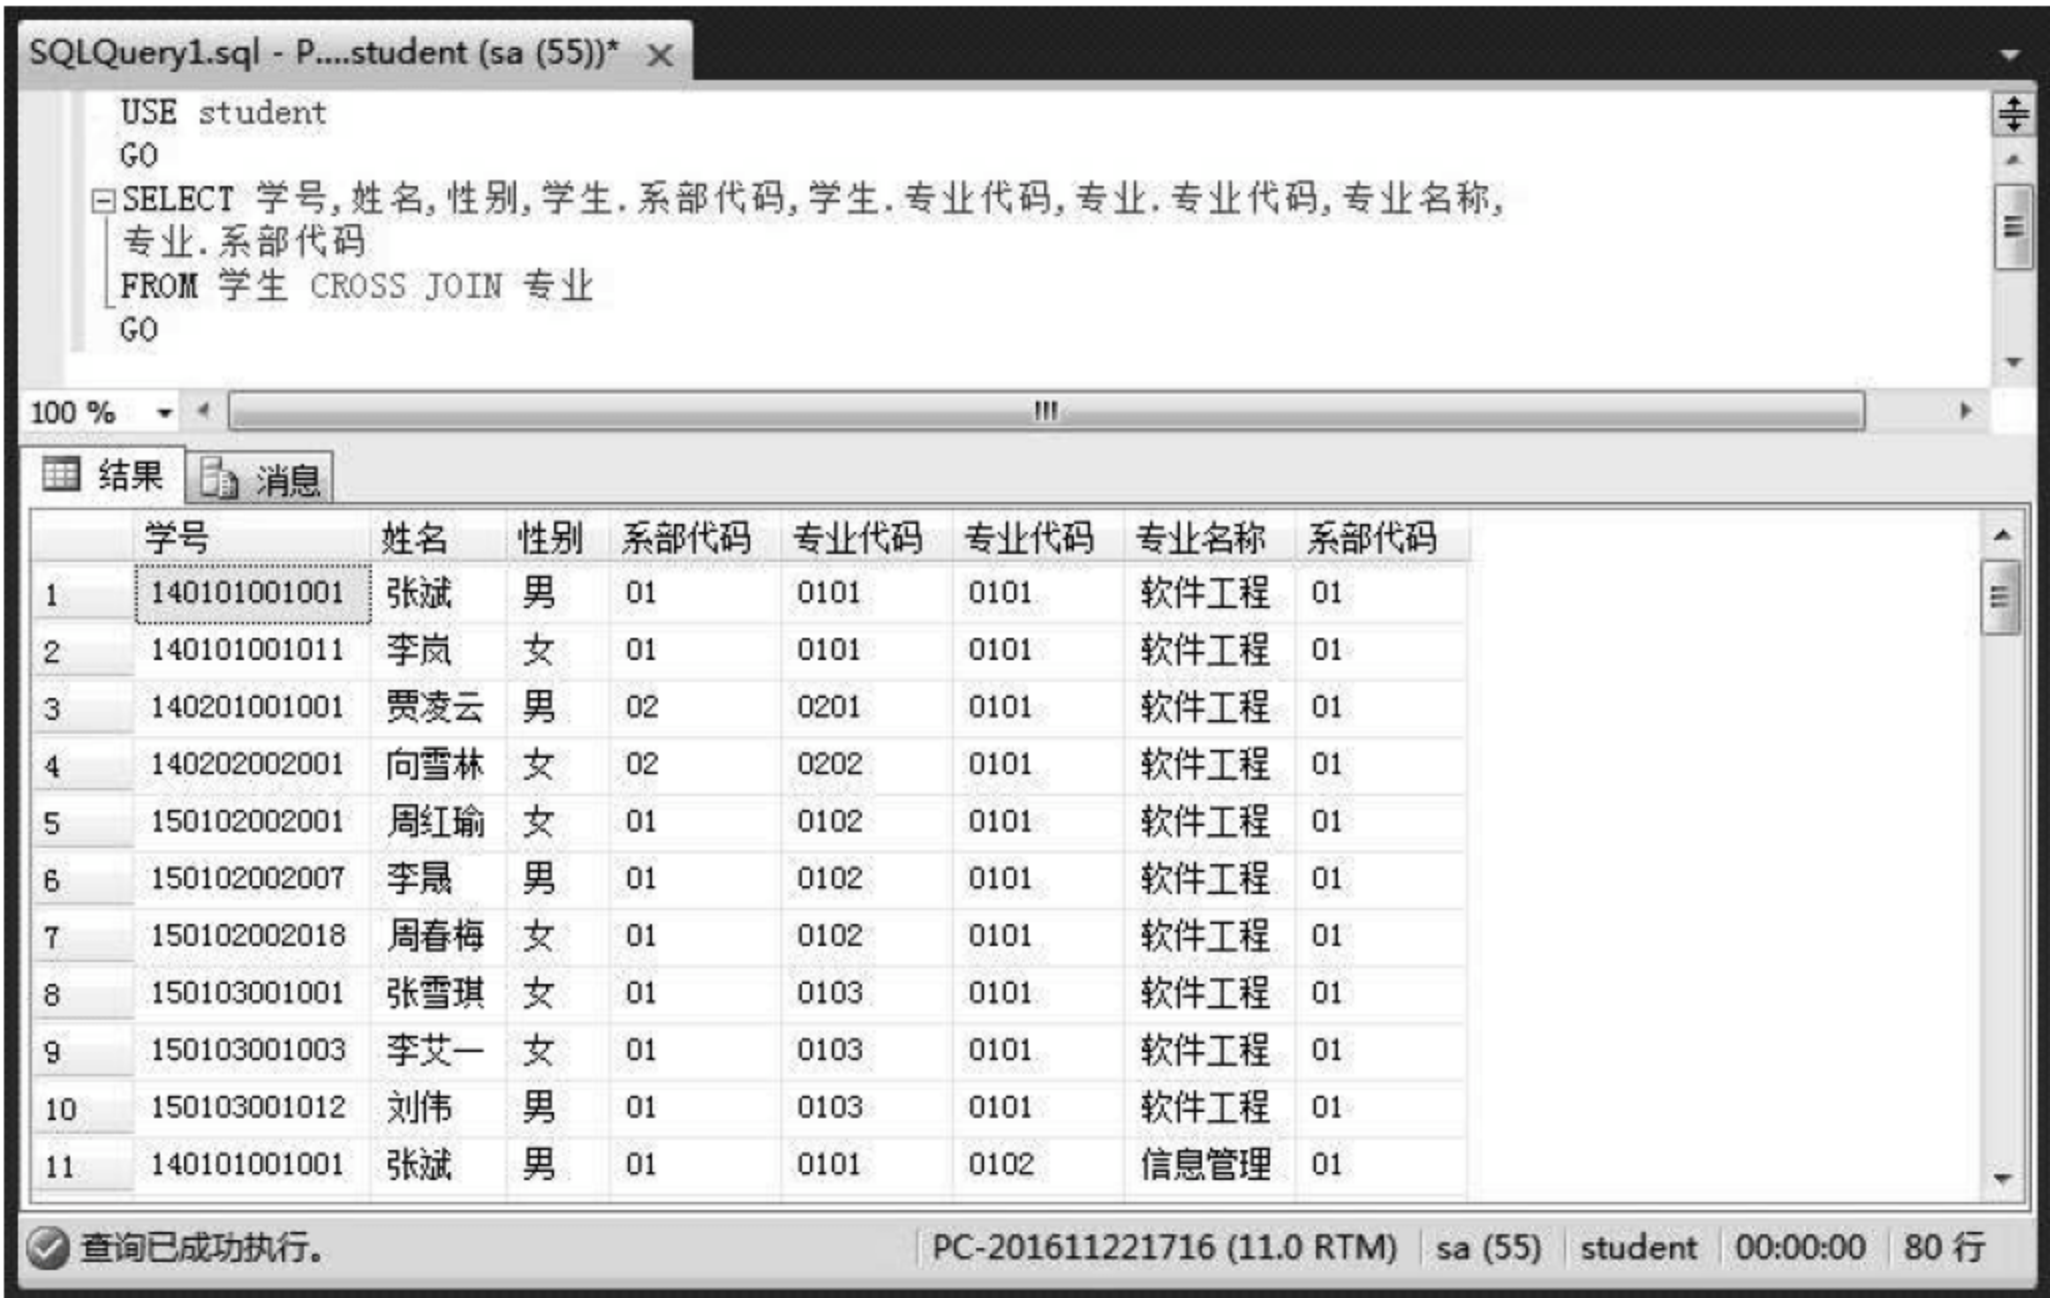 SQLQuery1.sql - P....student (sa (55))*
USE student
GO
SELECT 学号,姓名,性别,学生.系部代码,学生.专业代码,专业.专业代码,专业名称,
专业.系部代码
FROM 学生 CROSS JOIN 专业
GO
100 %
结果 消息
学号 姓名 性别 系部代码 专业代码 专业代码 专业名称 系部代码
1 140101001001 张斌 男 01 0101 0101 软件工程 01
2 140101001011 李岚 女 01 0101 0101 软件工程 01
3 140201001001 贾凌云 男 02 0201 0101 软件工程 01
4 140202002001 向雪林 女 02 0202 0101 软件工程 01
5 150102002001 周红瑜 女 01 0102 0101 软件工程 01
6 150102002007 李晟 男 01 0102 0101 软件工程 01
7 150102002018 周春梅 女 01 0102 0101 软件工程 01
8 150103001001 张雪琪 女 01 0103 0101 软件工程 01
9 150103001003 李艾一 女 01 0103 0101 软件工程 01
10 150103001012 刘伟 男 01 0103 0101 软件工程 01
11 140101001001 张斌 男 01 0101 0102 信息管理 01
查询已成功执行。 PC-201611221716 (11.0 RTM) sa (55) student 00:00:00 80 行